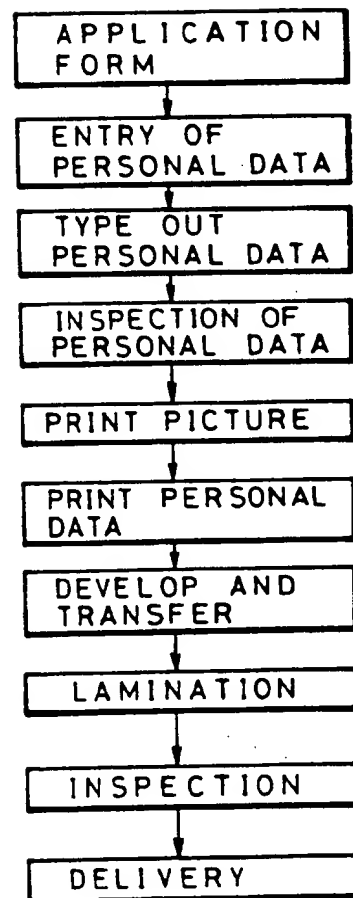 APPLICATION
FORM
ENTRY OF
PERSONAL DATA
TYPE OUT
PERSONAL DATA
INSPECTION OF
PERSONAL DATA
PRINT PICTURE
PRINT PERSONAL
DATA
DEVELOP AND
TRANSFER
LAMINATION
INSPECTION
DELIVERY